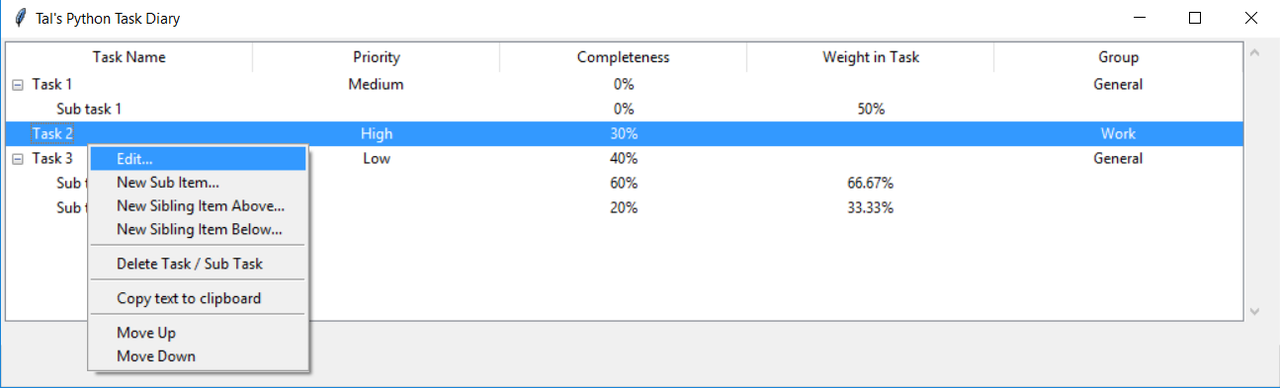 Tal's Python Task Diary
Task Name Priority Completeness Weight in Task Group
Task 1 Medium 0% General
Sub task 1 0% 50%
Task 2 High 30% Work
Task 3 Low 40% General
Sub 60% 66.67%
Sub 20% 33.33%
Edit...
New Sub Item...
New Sibling Item Above...
New Sibling Item Below...
Delete Task / Sub Task
Copy text to clipboard
Move Up
Move Down